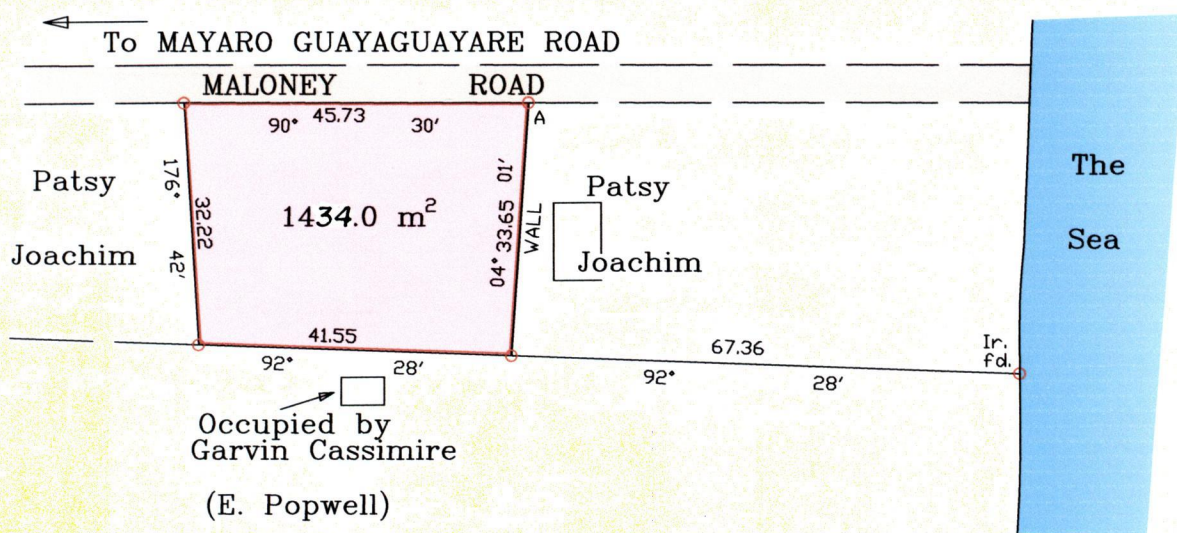 To MAYARO GUAYAGUAYARE ROAD
MALONEY ROAD
90° 45.73 30'
A
176° 32.22 42'
Patsy
Joachim
1434.0 m²
04° 33.65 01'
WALL
Patsy
Joachim
The
Sea
41.55
92° 28'
67.36
92° 28'
Ir.
fd.
Occupied by
Garvin Cassimire
(E. Popwell)